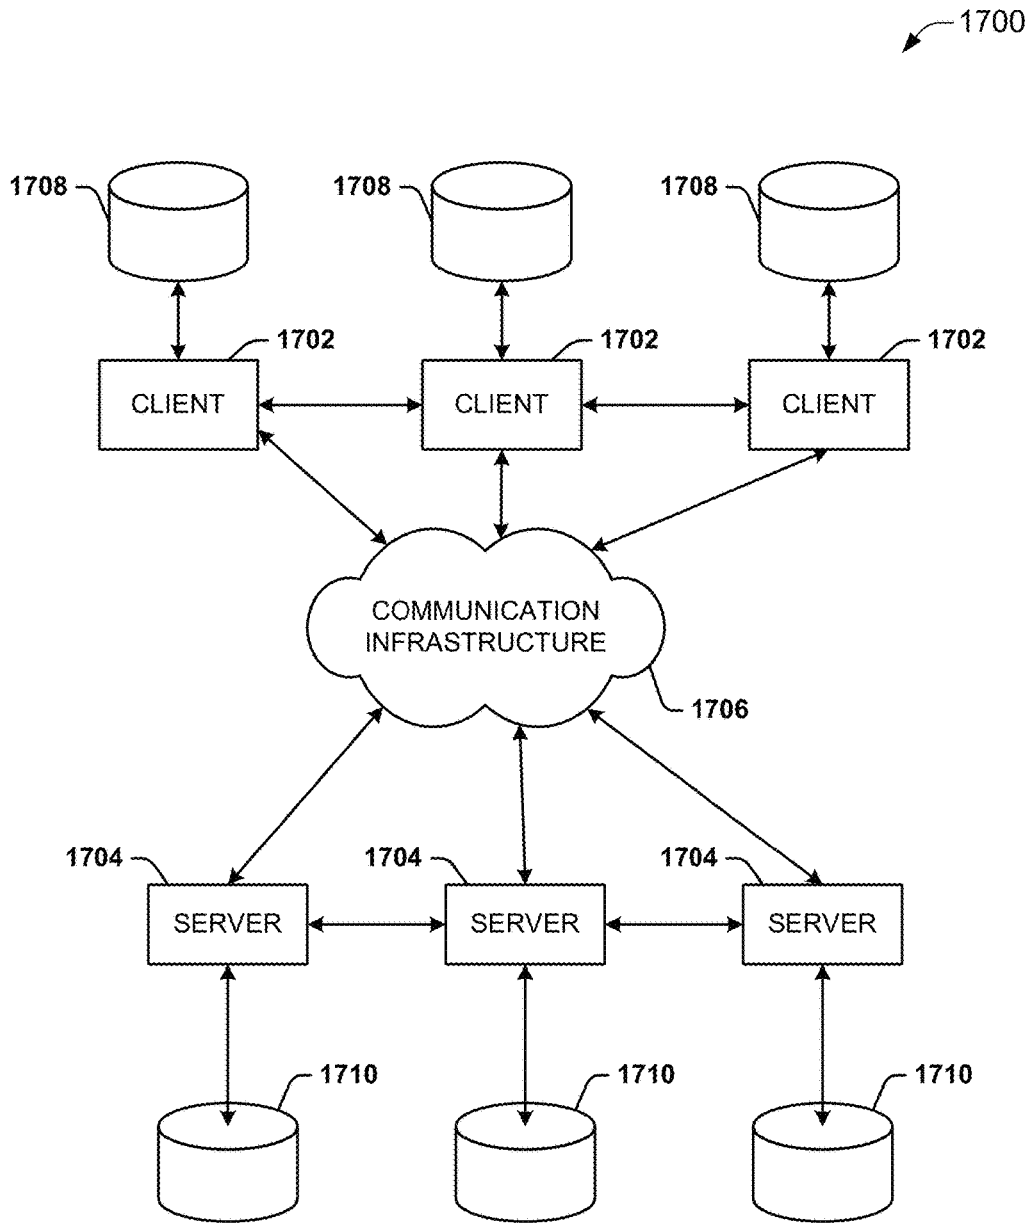 1700
1708
1708
1708
1702
1702
1702
CLIENT
CLIENT
CLIENT
COMMUNICATION
INFRASTRUCTURE
1706
1704
1704
1704
SERVER
SERVER
SERVER
1710
1710
1710